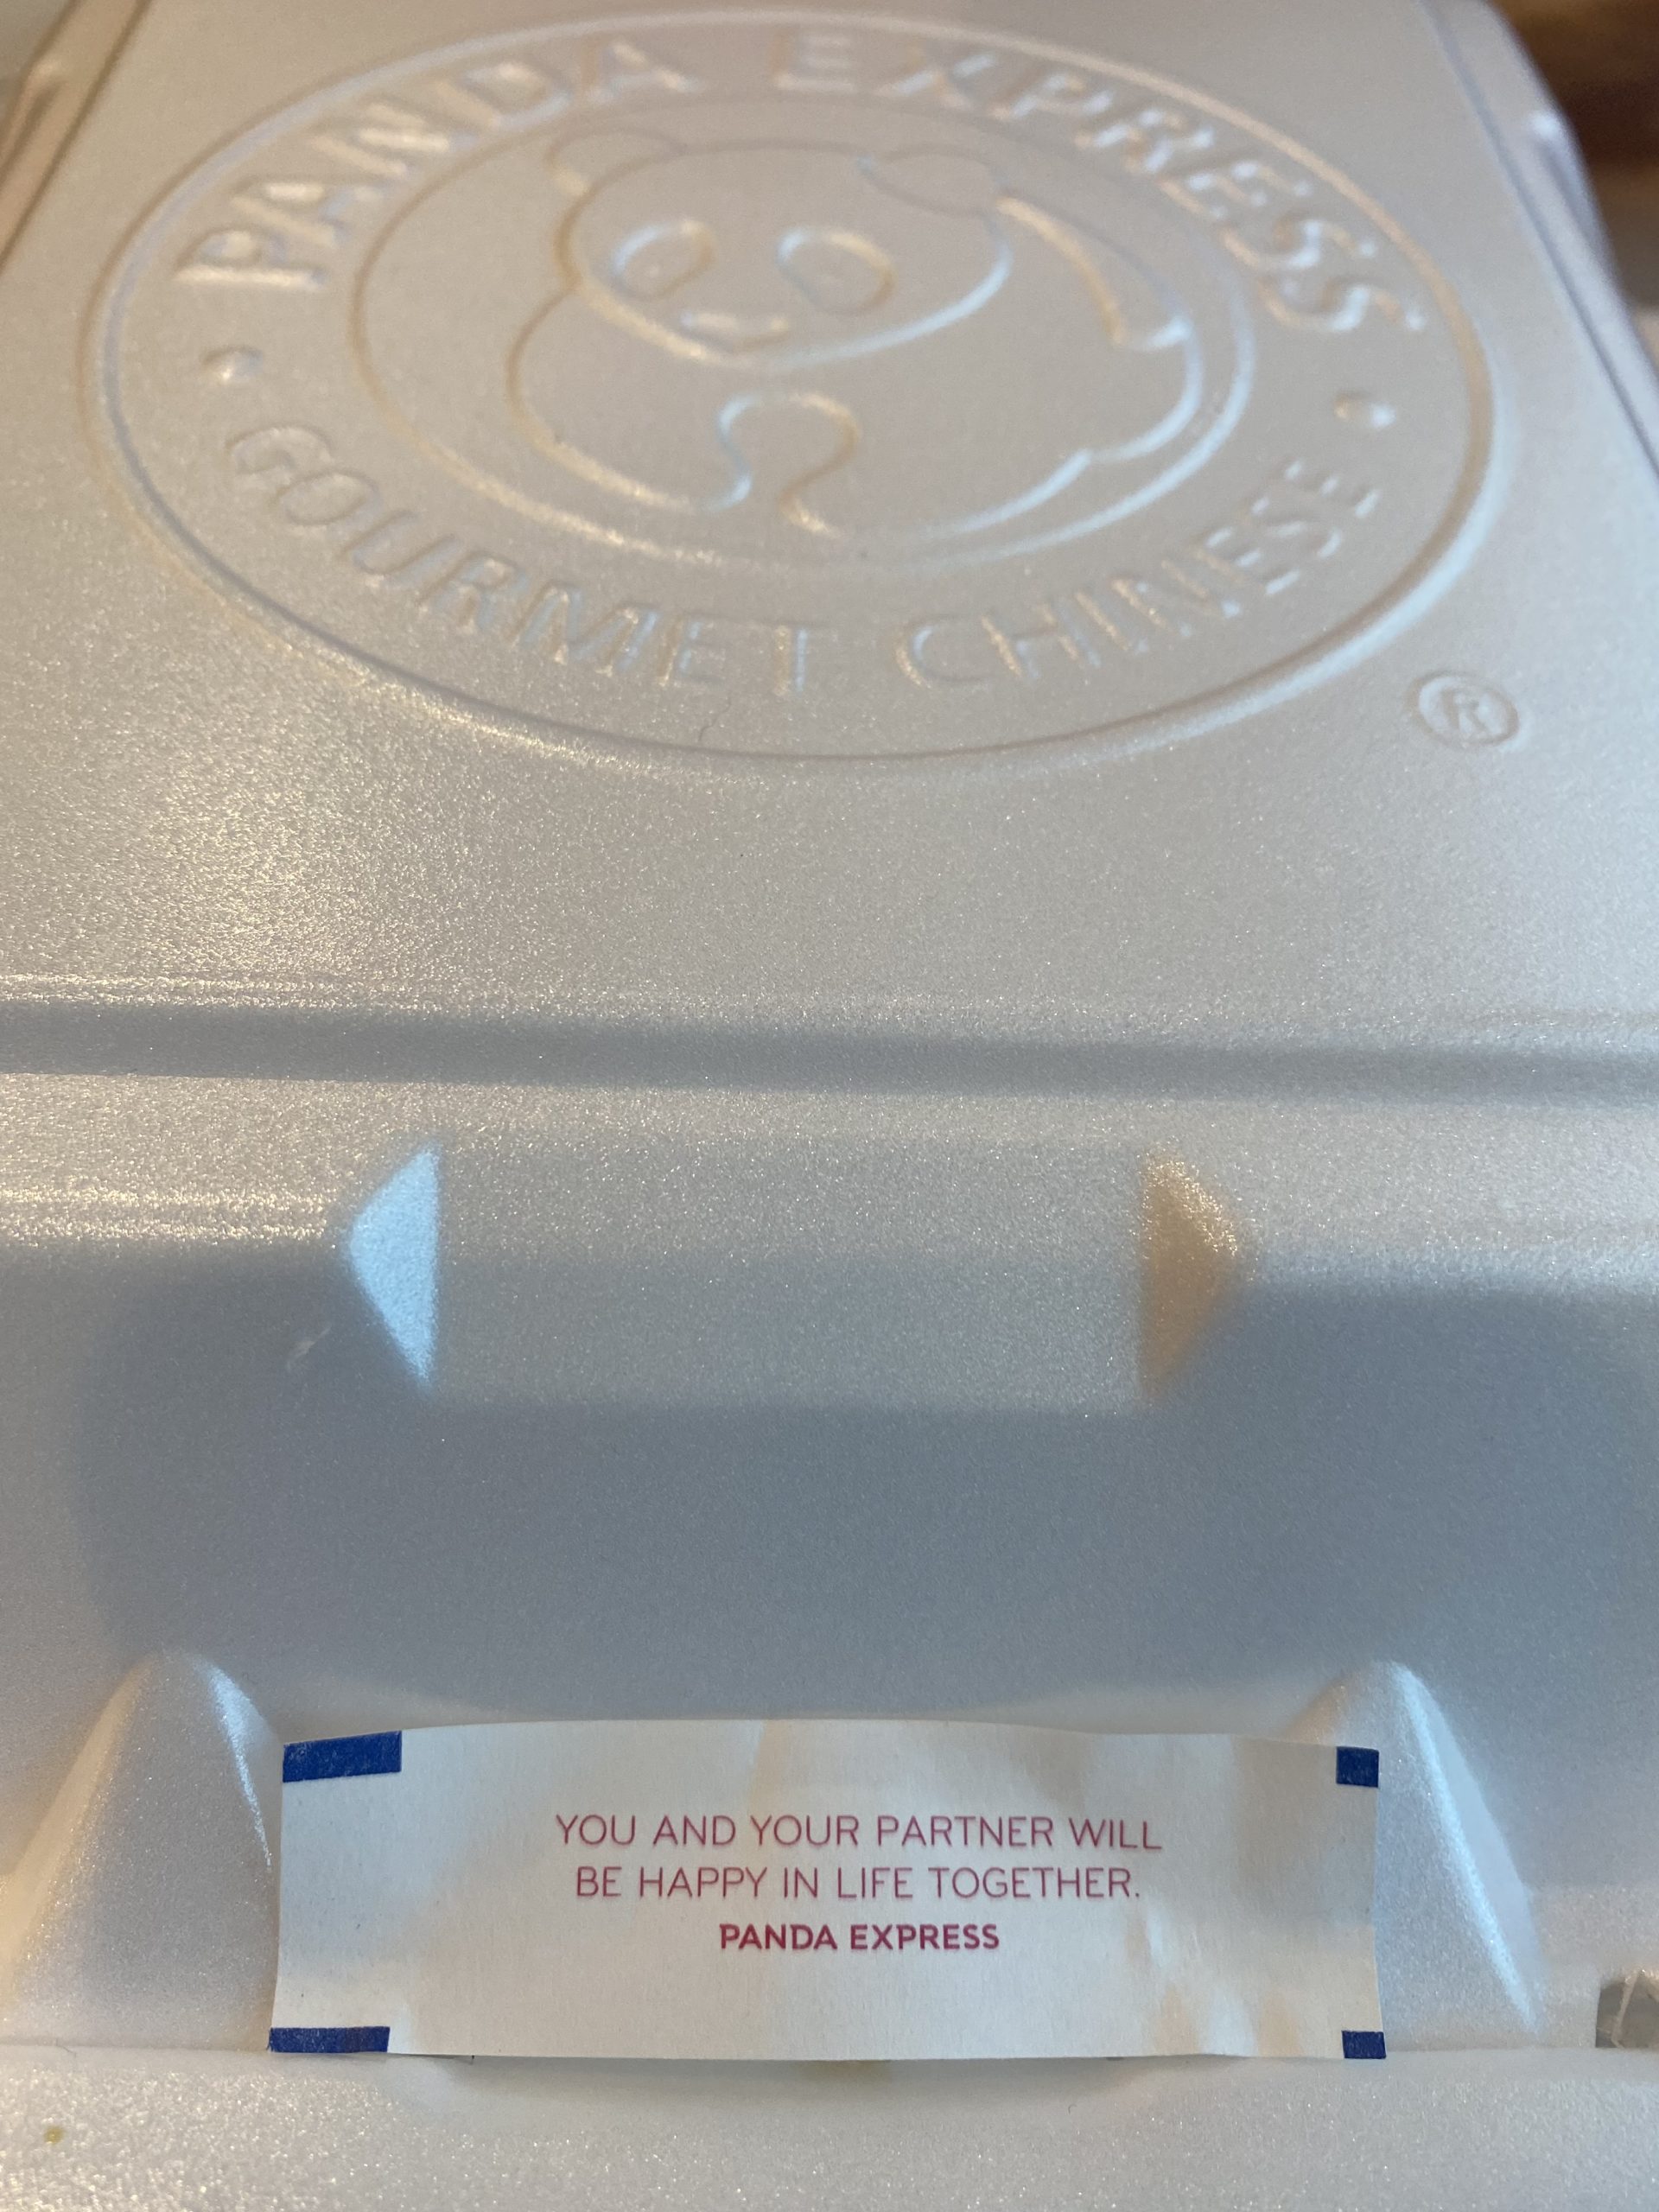 PANDA EXPRESS
GOURMET CHINESE
®
YOU AND YOUR PARTNER WILL
BE HAPPY IN LIFE TOGETHER.
PANDA EXPRESS